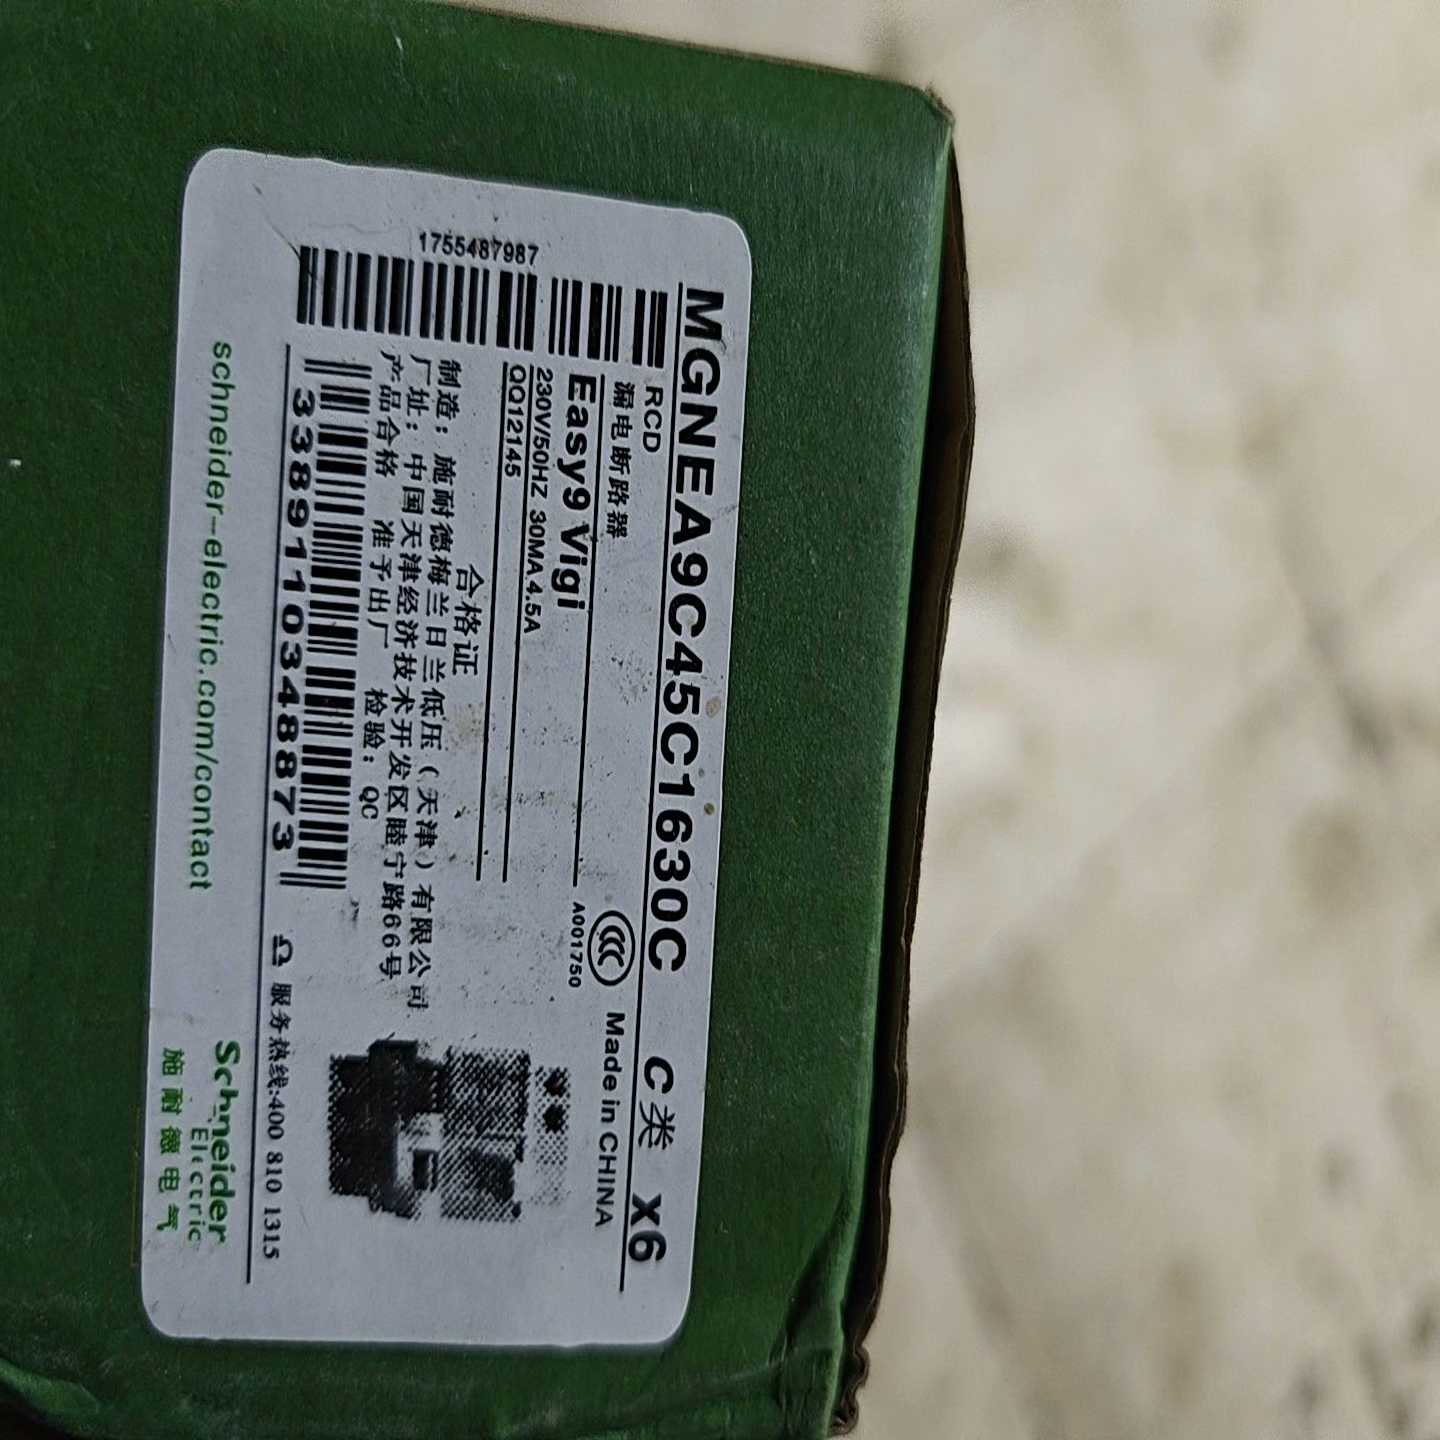 MGNEA9C45C1630C C类 X6
RCD
漏电断路器
Made in CHINA
A001750
Easy9 Vigi
230V/50HZ 30MA.4.5A
QQ12145
1755487987
合格证
制造：施耐德梅兰日兰低压（天津）有限公司
厂址：中国天津经济技术开发区睦宁路66号
产品合格 准予出厂 检验：QC
3389110348873
服务热线:400 810 1315
schneider-electric.com/contact
Schneider
Electric
施耐德电气